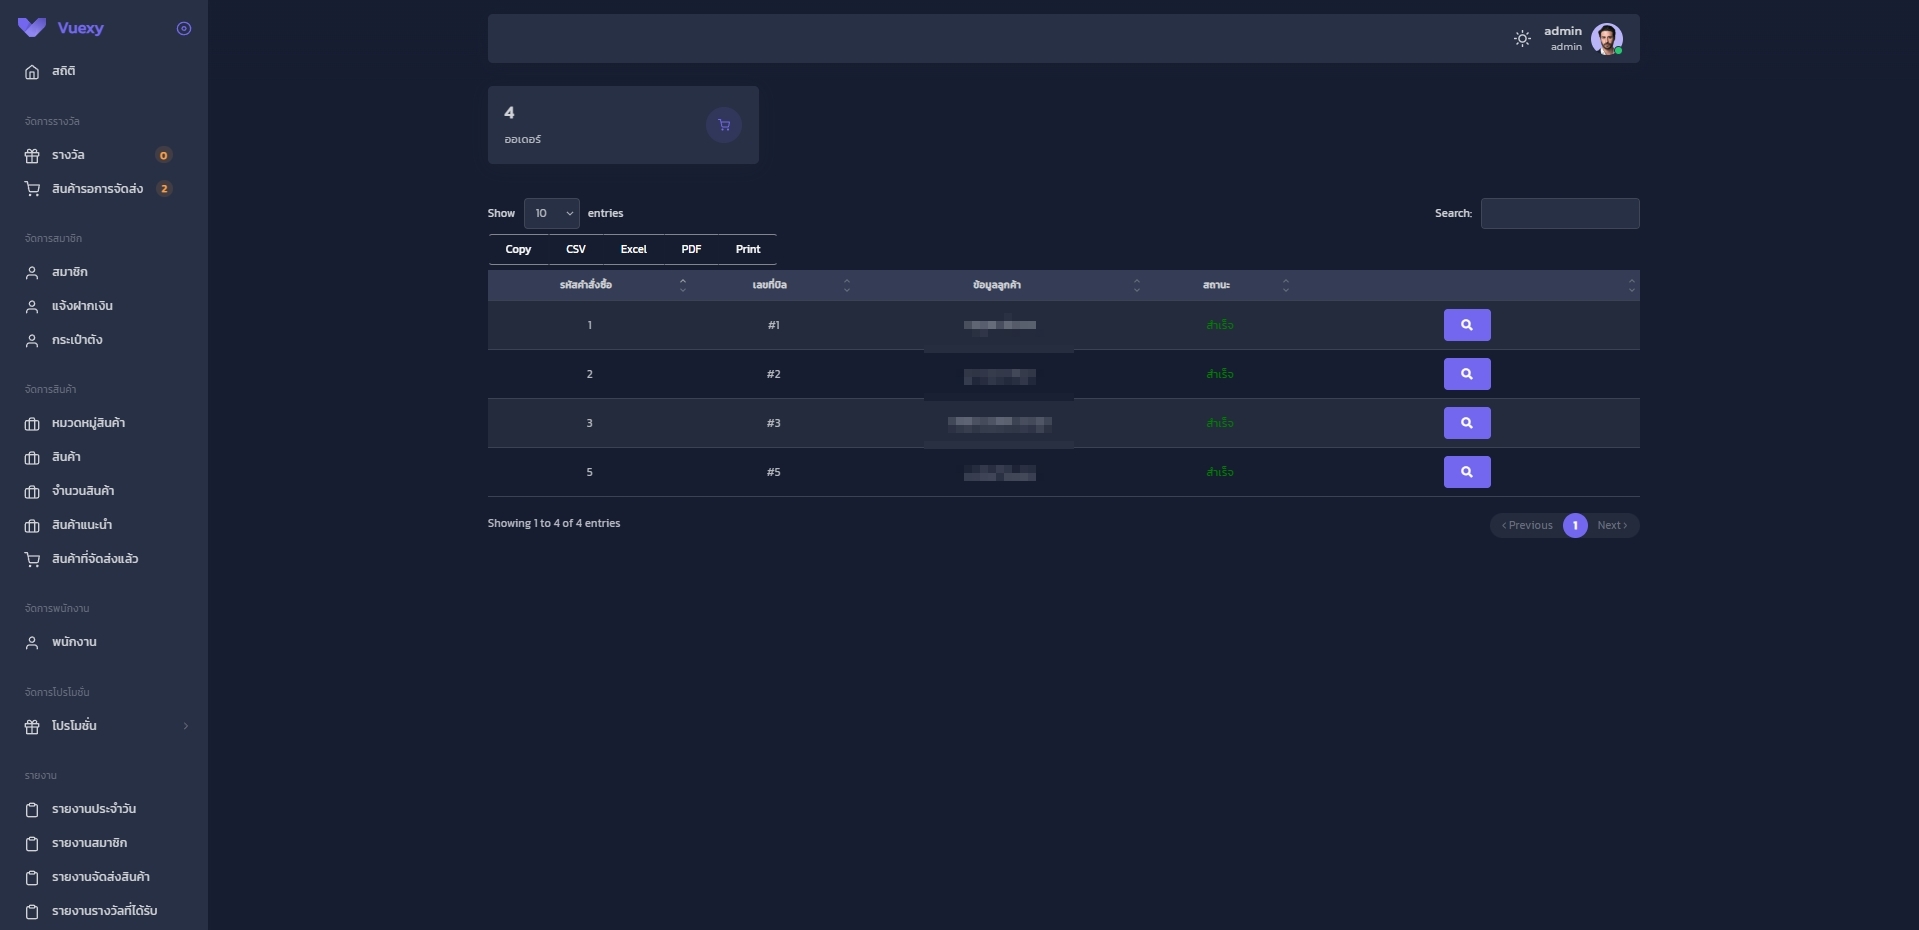 Vuexy
สถิติ
จัดการรางวัล
รางวัล 0
สินค้ารอการจัดส่ง 2
จัดการสมาชิก
สมาชิก
แจ้งฝากเงิน
กระเป๋าตัง
จัดการสินค้า
หมวดหมู่สินค้า
สินค้า
จำนวนสินค้า
สินค้าแนะนำ
สินค้าที่จัดส่งแล้ว
จัดการพนักงาน
พนักงาน
จัดการโปรโมชั่น
โปรโมชั่น
รายงาน
รายงานประจำวัน
รายงานสมาชิก
รายงานจัดส่งสินค้า
รายงานรางวัลที่ได้รับ
admin
admin
4
ออเดอร์
Show 10 entries Search:
Copy CSV Excel PDF Print
รหัสคำสั่งซื้อ เลขที่บิล ข้อมูลลูกค้า สถานะ
1 #1 สำเร็จ
2 #2 สำเร็จ
3 #3 สำเร็จ
5 #5 สำเร็จ
Showing 1 to 4 of 4 entries
Previous 1 Next